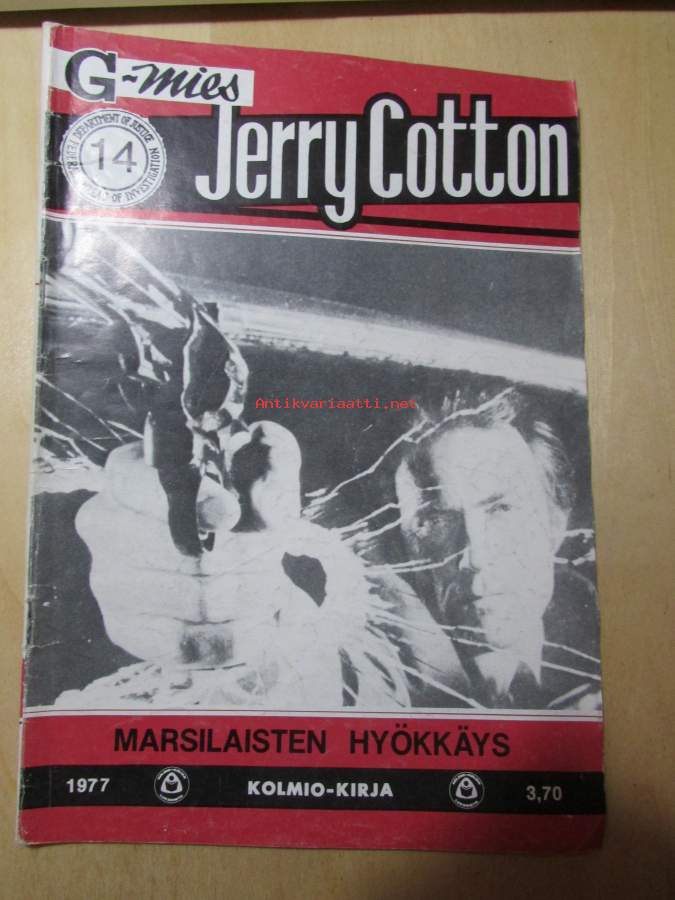 G-mies
Jerry Cotton
DEPARTMENT OF JUSTICE
14
OF INVESTIGATION
Antikvariaatti.net
MARSILAISTEN HYÖKKÄYS
1977
KOLMIO-KIRJA
3,70